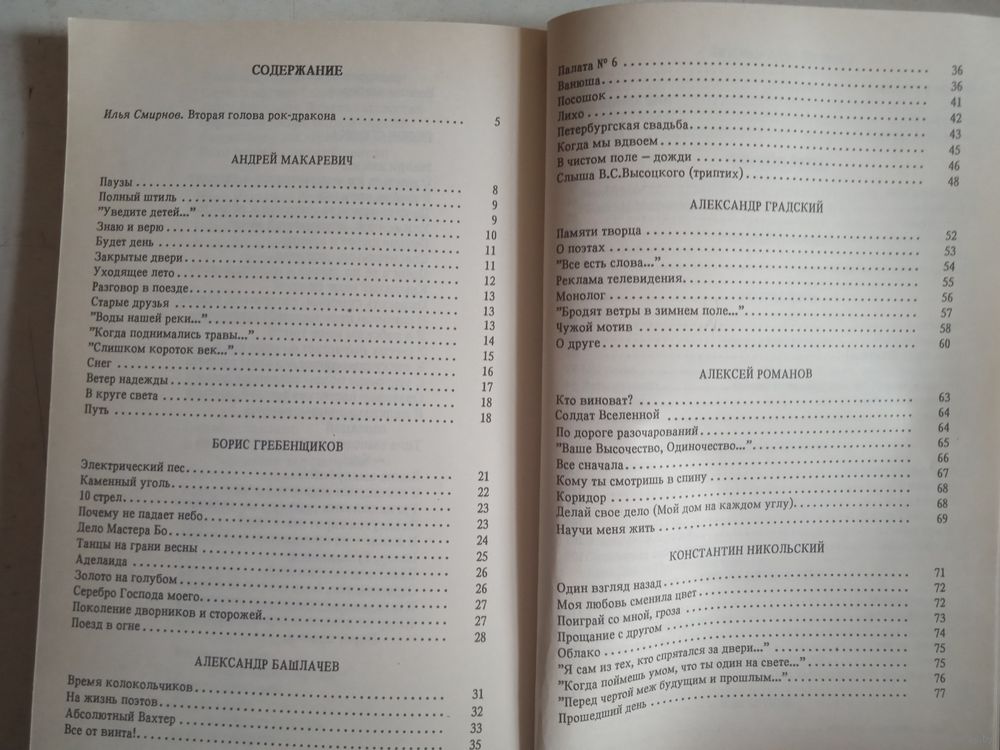 СОДЕРЖАНИЕ
Илья Смирнов. Вторая голова рок-дракона ..................... 5
АНДРЕЙ МАКАРЕВИЧ
Паузы ..................... 8
Полный штиль ..................... 9
"Уведите детей..." ..................... 9
Знаю и верю ..................... 10
Будет день ..................... 11
Закрытые двери ..................... 11
Уходящее лето ..................... 12
Разговор в поезде ..................... 13
Старые друзья ..................... 13
"Воды нашей реки..." ..................... 13
"Когда поднимались травы..." ..................... 14
"Слишком короток век..." ..................... 15
Снег ..................... 16
Ветер надежды ..................... 17
В круге света ..................... 18
Путь ..................... 18
БОРИС ГРЕБЕНЩИКОВ
Электрический пес ..................... 21
Каменный уголь ..................... 22
10 стрел ..................... 23
Почему не падает небо ..................... 23
Дело Мастера Бо ..................... 24
Танцы на грани весны ..................... 25
Аделаида ..................... 26
Золото на голубом ..................... 26
Серебро Господа моего ..................... 27
Поколение дворников и сторожей ..................... 27
Поезд в огне ..................... 28
АЛЕКСАНДР БАШЛАЧЕВ
Время колокольчиков ..................... 31
На жизнь поэтов ..................... 32
Абсолютный Вахтер ..................... 33
Все от винта! ..................... 35
Палата № 6 ..................... 36
Ванюша ..................... 36
Посошок ..................... 41
Лихо ..................... 42
Петербургская свадьба ..................... 43
Когда мы вдвоем ..................... 45
В чистом поле — дожди ..................... 46
Слыша В.С.Высоцкого (триптих) ..................... 48
АЛЕКСАНДР ГРАДСКИЙ
Памяти творца ..................... 52
О поэтах ..................... 53
"Все есть слова..." ..................... 54
Реклама телевидения ..................... 55
Монолог ..................... 56
"Бродят ветры в зимнем поле..." ..................... 57
Чужой мотив ..................... 58
О друге ..................... 60
АЛЕКСЕЙ РОМАНОВ
Кто виноват? ..................... 63
Солдат Вселенной ..................... 64
По дороге разочарований ..................... 64
"Ваше Высочество, Одиночество..." ..................... 65
Все сначала ..................... 66
Кому ты смотришь в спину ..................... 67
Коридор ..................... 68
Делай свое дело (Мой дом на каждом углу) ..................... 68
Научи меня жить ..................... 69
КОНСТАНТИН НИКОЛЬСКИЙ
Один взгляд назад ..................... 71
Моя любовь сменила цвет ..................... 72
Поиграй со мной, гроза ..................... 72
Прощание с другом ..................... 73
Облако ..................... 74
"Я сам из тех, кто спрятался за двери..." ..................... 75
"Когда поймешь умом, что ты один на свете..." ..................... 75
"Перед чертой меж будущим и прошлым..." ..................... 76
Прошедший день ..................... 77